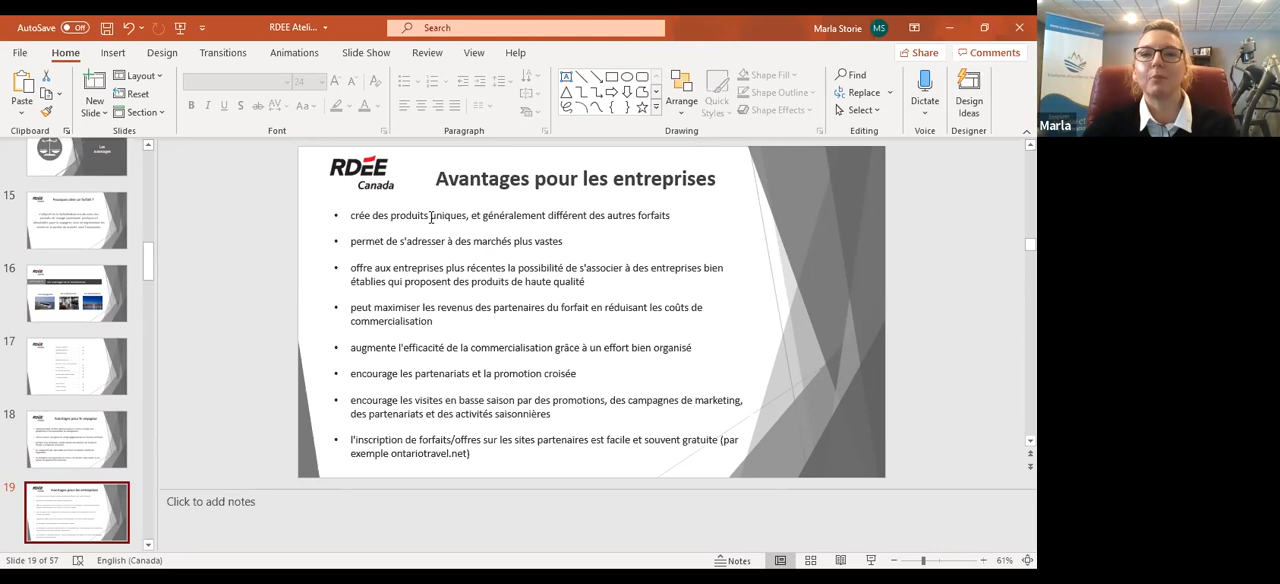 AutoSave Off RDEE Ateli... Search Marla Storie MS
File Home Insert Design Transitions Animations Slide Show Review View Help Share Comments
Paste
New
Slide
Layout
Reset
Section
24
Aa
Arrange
Quick
Styles
Shape Fill
Shape Outline
Shape Effects
Find
Replace
Select
Dictate
Design
Ideas
Clipboard Slides Font Paragraph Drawing Editing Voice Designer
Marla
15
16
17
18
19
RDÉE
Canada
Avantages pour les entreprises
• crée des produits uniques, et généralement différent des autres forfaits
• permet de s'adresser à des marchés plus vastes
• offre aux entreprises plus récentes la possibilité de s'associer à des entreprises bien
établies qui proposent des produits de haute qualité
• peut maximiser les revenus des partenaires du forfait en réduisant les coûts de
commercialisation
• augmente l'efficacité de la commercialisation grâce à un effort bien organisé
• encourage les partenariats et la promotion croisée
• encourage les visites en basse saison par des promotions, des campagnes de marketing,
des partenariats et des activités saisonnières
• l'inscription de forfaits/offres sur les sites partenaires est facile et souvent gratuite (par
exemple ontariotravel.net)
Click to add notes
Slide 19 of 57 English (Canada) Notes 61%